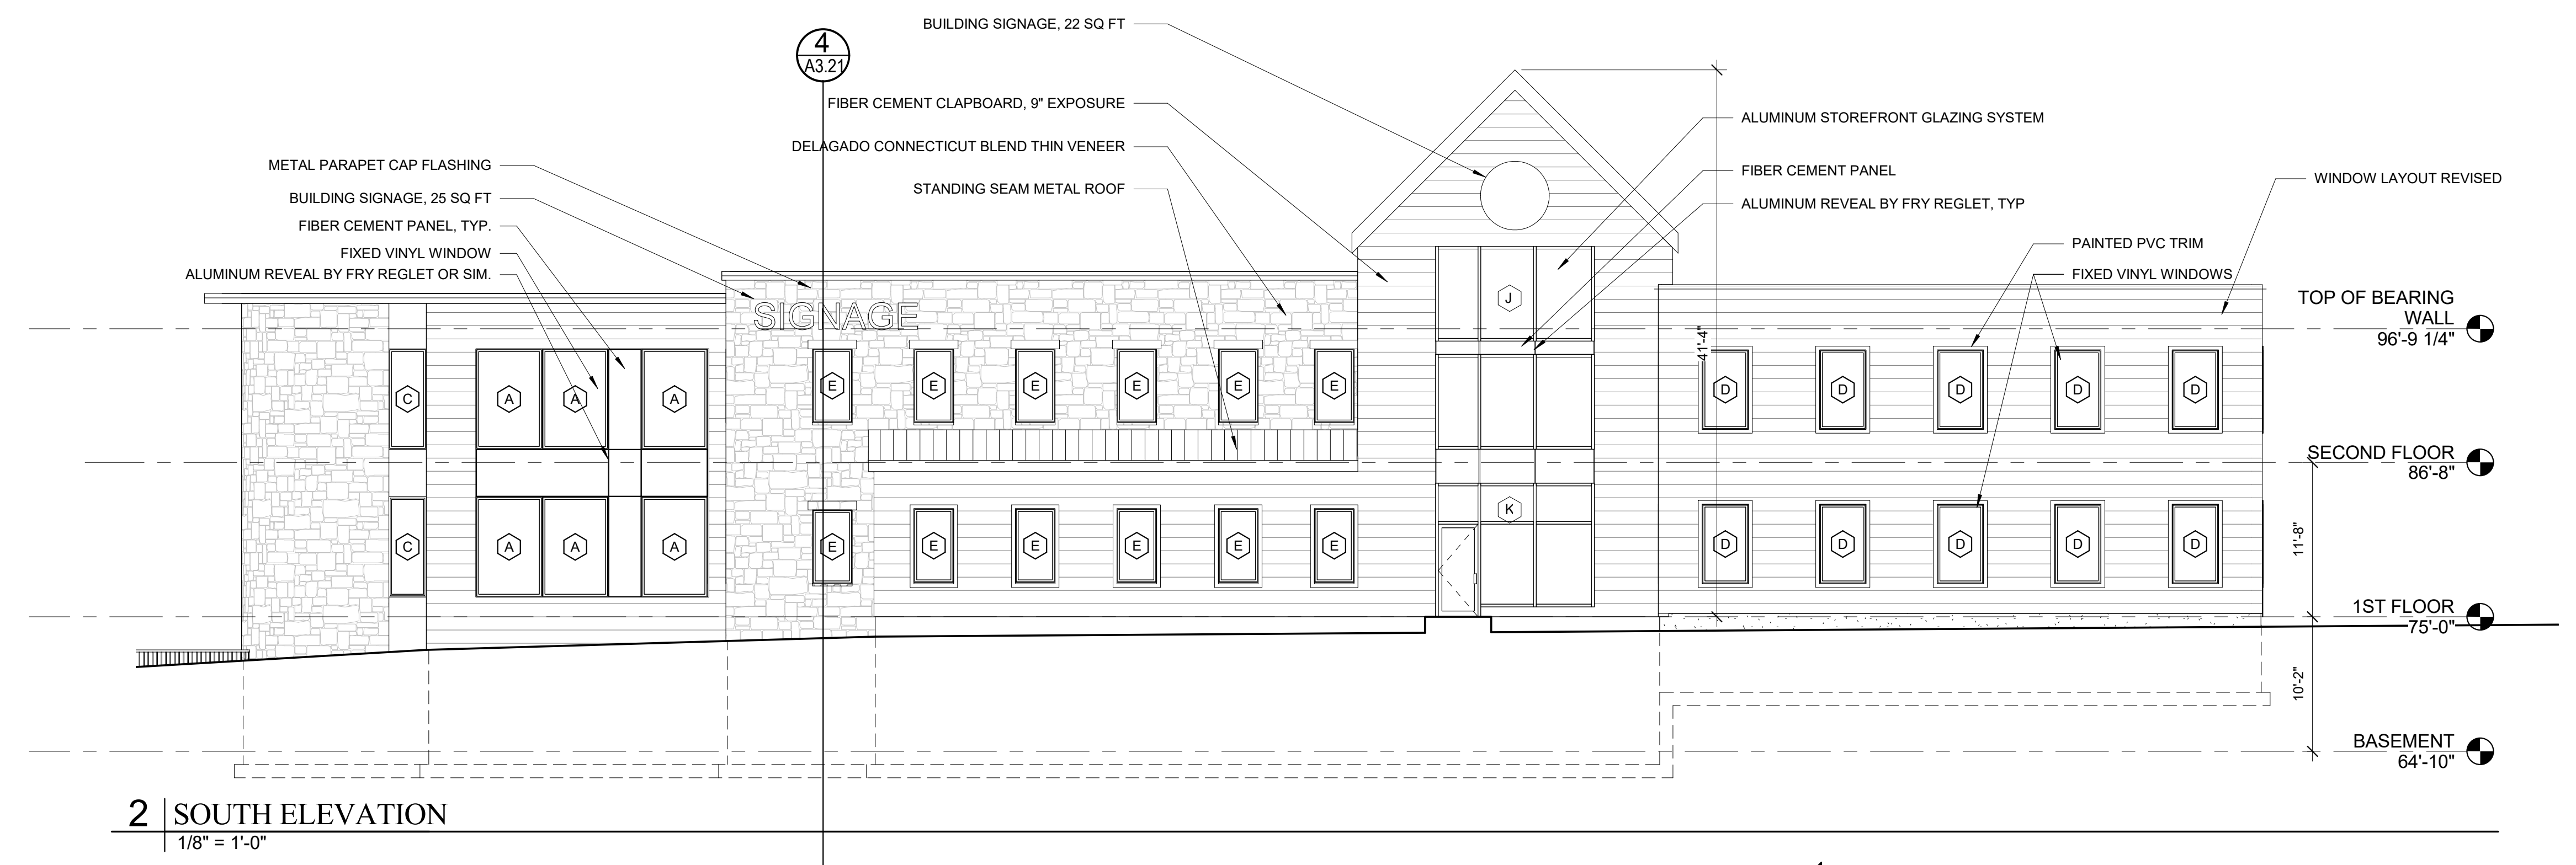 BUILDING SIGNAGE, 22 SQ FT
4
A3.21
FIBER CEMENT CLAPBOARD, 9" EXPOSURE
DELAGADO CONNECTICUT BLEND THIN VENEER
STANDING SEAM METAL ROOF
METAL PARAPET CAP FLASHING
BUILDING SIGNAGE, 25 SQ FT
FIBER CEMENT PANEL, TYP.
FIXED VINYL WINDOW
ALUMINUM REVEAL BY FRY REGLET OR SIM.
ALUMINUM STOREFRONT GLAZING SYSTEM
FIBER CEMENT PANEL
ALUMINUM REVEAL BY FRY REGLET, TYP
WINDOW LAYOUT REVISED
PAINTED PVC TRIM
FIXED VINYL WINDOWS
SIGNAGE
J
41'-4"
TOP OF BEARING
WALL
96'-9 1/4"
C A A A E E E E E E D D D D D
SECOND FLOOR
86'-8"
K
11'-8"
C A A A E E E E E E D D D D D
1ST FLOOR
75'-0"
10'-2"
BASEMENT
64'-10"
2 SOUTH ELEVATION
1/8" = 1'-0"